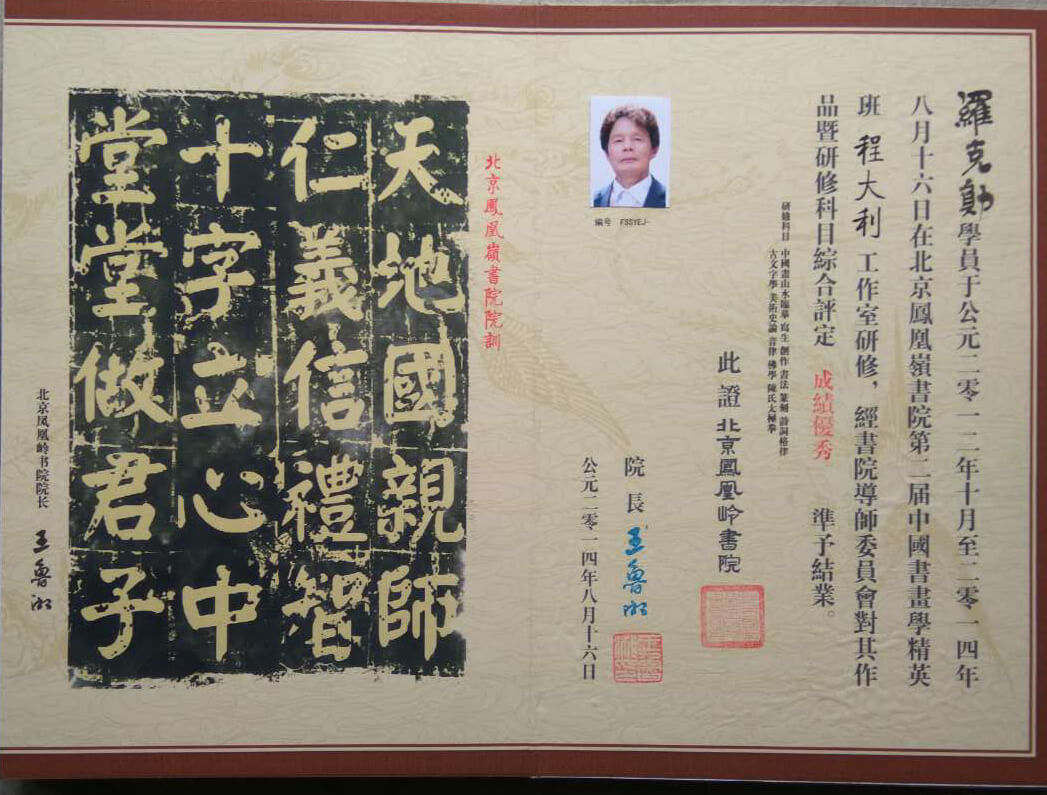 羅克勛學員于公元二零一二年十月至二零一四年
八月十六日在北京鳳凰嶺書院第二届中國書畫學精英
班 程大利 工作室研修，經書院導師委員會對其作
品暨研修科目綜合評定 成績優秀 準予結業。
研修科目 中國畫山水臨摹 寫生 創作 書法 篆刻 詩詞格律
古文字學 美術史論 音律 佛學 陳氏太極拳
此證 北京鳳凰岭書院
院長 王魯湘
公元二零一四年八月十六日
编号 FSSYEJ-
北京鳳凰嶺書院院訓
天地國親師
仁義信禮智
十字立心中
堂堂做君子
北京凤凰岭书院院长 王魯湘